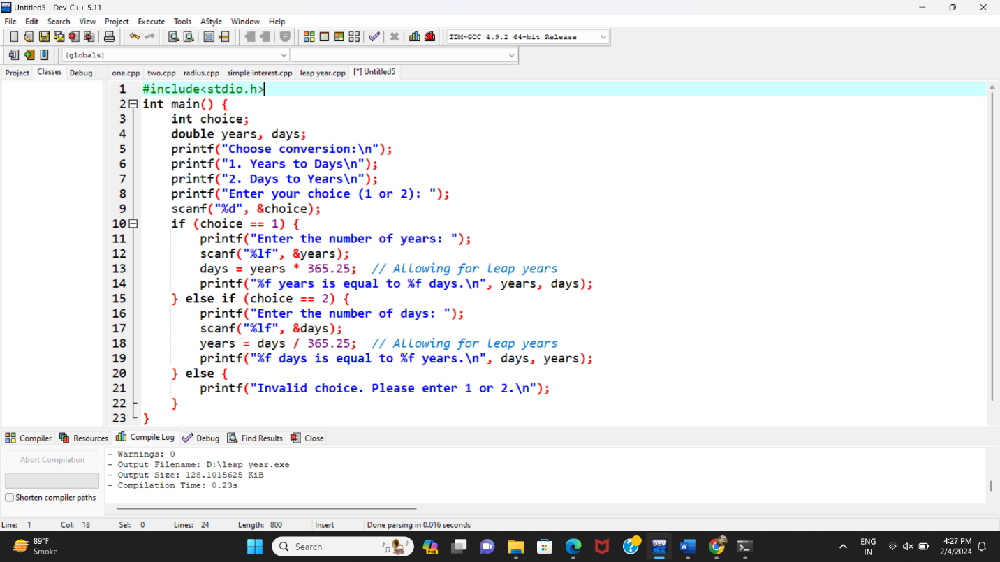 Untitled5 - Dev-C++ 5.11
File Edit Search View Project Execute Tools AStyle Window Help
TDM-GCC 4.9.2 64-bit Release
(globals)
Project Classes Debug one.cpp two.cpp radius.cpp simple interest.cpp leap year.cpp [*] Untitled5
1 #include<stdio.h>
2 int main() {
3 int choice;
4 double years, days;
5 printf("Choose conversion:\n");
6 printf("1. Years to Days\n");
7 printf("2. Days to Years\n");
8 printf("Enter your choice (1 or 2): ");
9 scanf("%d", &choice);
10 if (choice == 1) {
11 printf("Enter the number of years: ");
12 scanf("%lf", &years);
13 days = years * 365.25; // Allowing for leap years
14 printf("%f years is equal to %f days.\n", years, days);
15 } else if (choice == 2) {
16 printf("Enter the number of days: ");
17 scanf("%lf", &days);
18 years = days / 365.25; // Allowing for leap years
19 printf("%f days is equal to %f years.\n", days, years);
20 } else {
21 printf("Invalid choice. Please enter 1 or 2.\n");
22 }
23 }
Compiler Resources Compile Log Debug Find Results Close
Abort Compilation
Shorten compiler paths
- Warnings: 0
- Output Filename: D:\leap year.exe
- Output Size: 128.1015625 KiB
- Compilation Time: 0.23s
Line: 1 Col: 18 Sel: 0 Lines: 24 Length: 800 Insert Done parsing in 0.016 seconds
89°F
Smoke
Search
PRE
DEV
ENG
IN
4:27 PM
2/4/2024